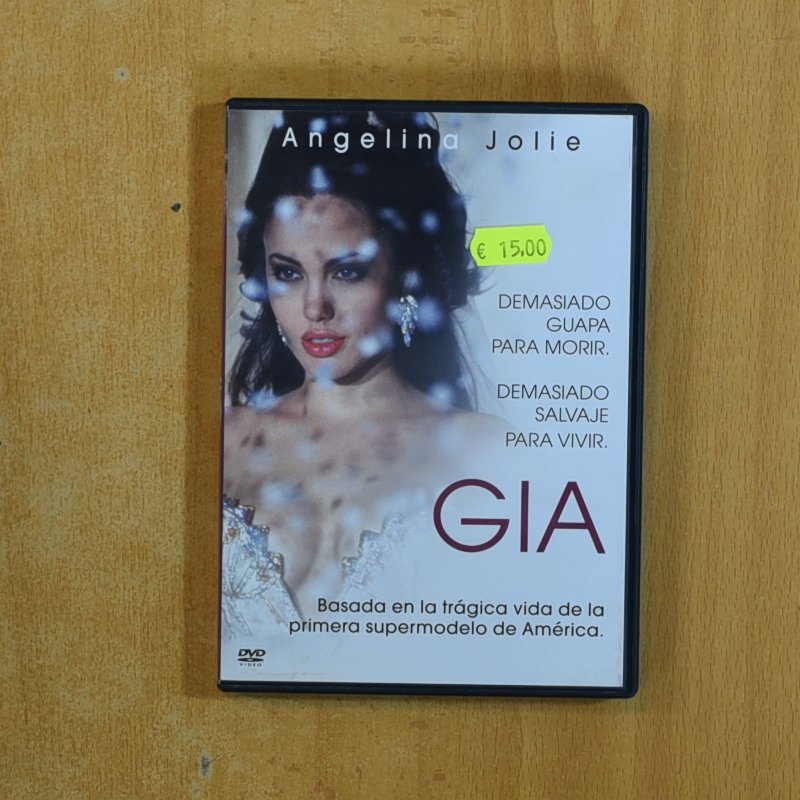 Angelina Jolie
€ 15,00
DEMASIADO
GUAPA
PARA MORIR.
DEMASIADO
SALVAJE
PARA VIVIR.
GIA
Basada en la trágica vida de la
primera supermodelo de América.
DVD
VIDEO